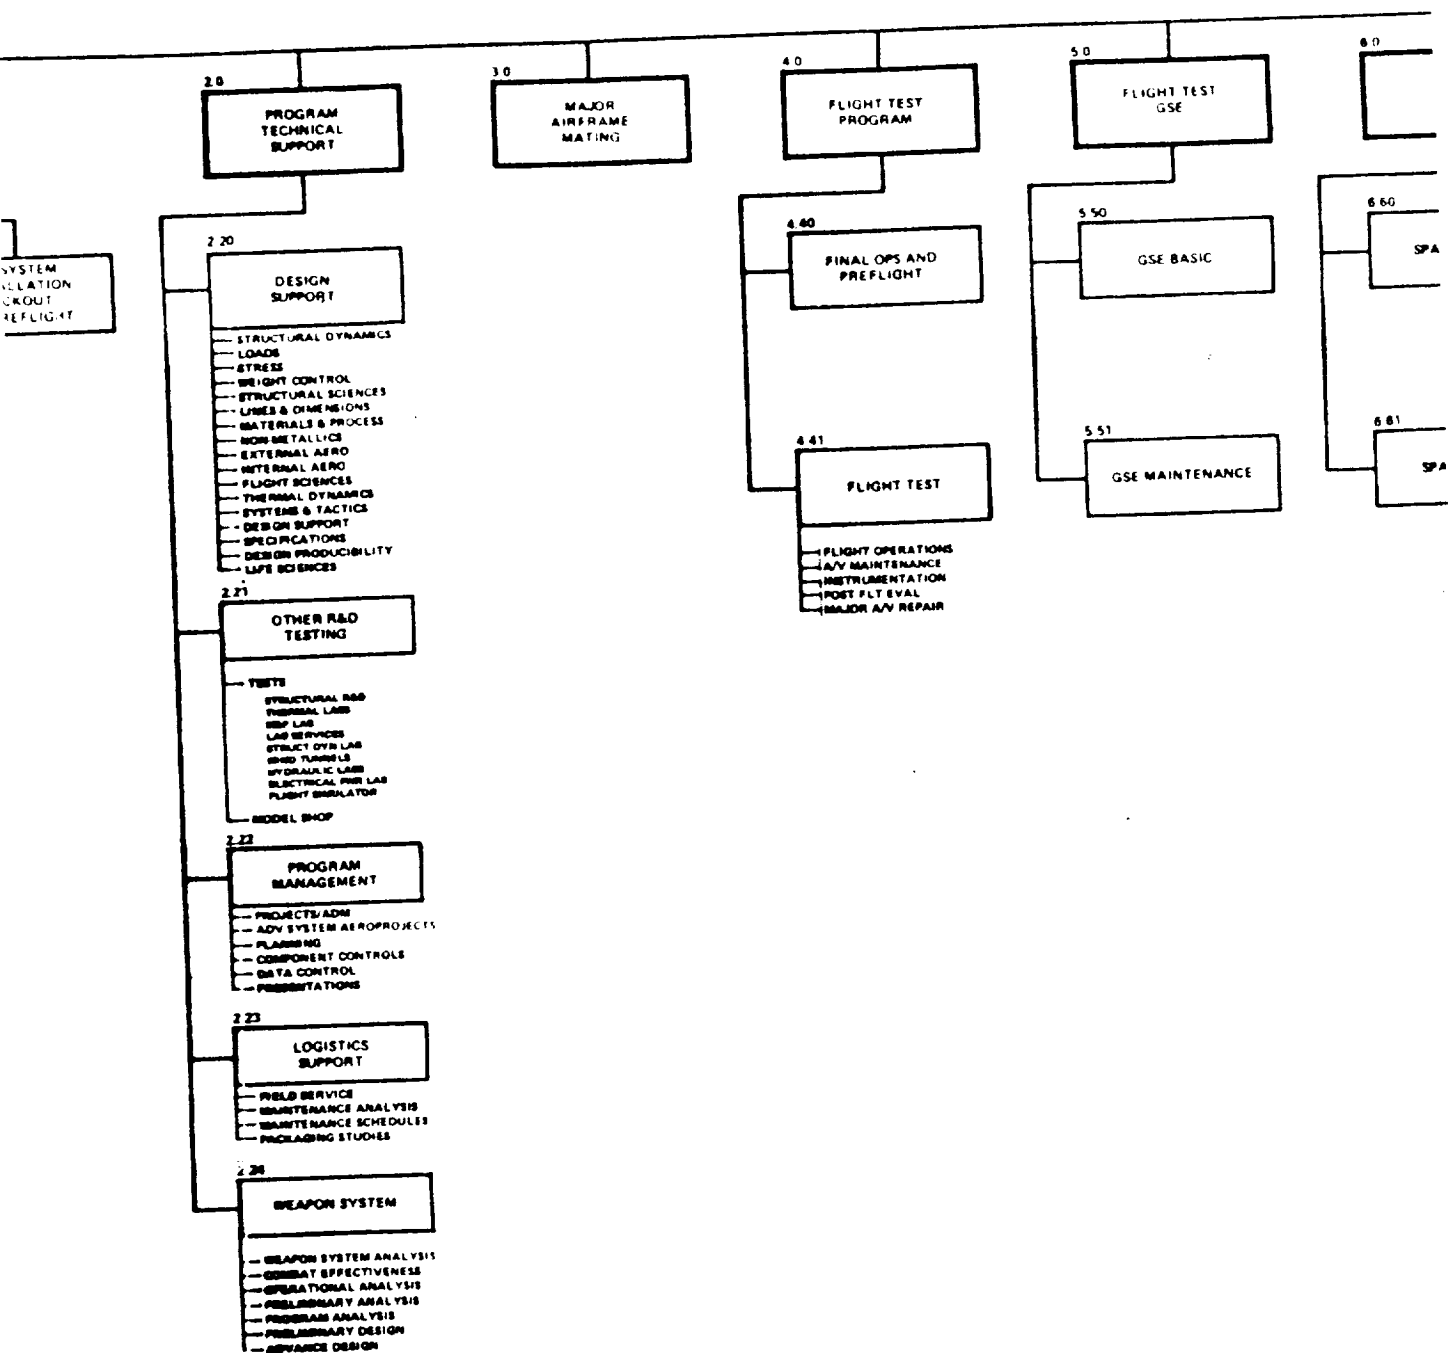 2.0
PROGRAM
TECHNICAL
SUPPORT
3.0
MAJOR
AIRFRAME
MATING
4.0
FLIGHT TEST
PROGRAM
5.0
FLIGHT TEST
GSE
6.0
SYSTEM
LLATION
CKOUT
REFLIGHT
2.20
DESIGN
SUPPORT
STRUCTURAL DYNAMICS
LOADS
STRESS
WEIGHT CONTROL
STRUCTURAL SCIENCES
LINES & DIMENSIONS
MATERIALS & PROCESS
NON-METALLICS
EXTERNAL AERO
INTERNAL AERO
FLIGHT SCIENCES
THERMAL DYNAMICS
SYSTEMS & TACTICS
DESIGN SUPPORT
SPECIFICATIONS
DESIGN PRODUCIBILITY
LIFE SCIENCES
2.21
OTHER R&D
TESTING
TESTS
STRUCTURAL R&D
THERMAL LABS
M&P LAB
LAB SERVICES
STRUCT DYN LAB
WIND TUNNELS
HYDRAULIC LABS
ELECTRICAL PWR LAB
FLIGHT SIMULATOR
MODEL SHOP
2.22
PROGRAM
MANAGEMENT
PROJECTS/ADM
ADV SYSTEM AEROPROJECTS
PLANNING
COMPONENT CONTROLS
DATA CONTROL
PRESENTATIONS
2.23
LOGISTICS
SUPPORT
FIELD SERVICE
MAINTENANCE ANALYSIS
MAINTENANCE SCHEDULES
PACKAGING STUDIES
2.24
WEAPON SYSTEM
WEAPON SYSTEM ANALYSIS
COMBAT EFFECTIVENESS
OPERATIONAL ANALYSIS
PRELIMINARY ANALYSIS
PROGRAM ANALYSIS
PRELIMINARY DESIGN
ADVANCE DESIGN
4.40
FINAL OPS AND
PREFLIGHT
4.41
FLIGHT TEST
FLIGHT OPERATIONS
A/V MAINTENANCE
INSTRUMENTATION
POST FLT EVAL
MAJOR A/V REPAIR
5.50
GSE BASIC
5.51
GSE MAINTENANCE
6.60
SPA
6.61
SPA